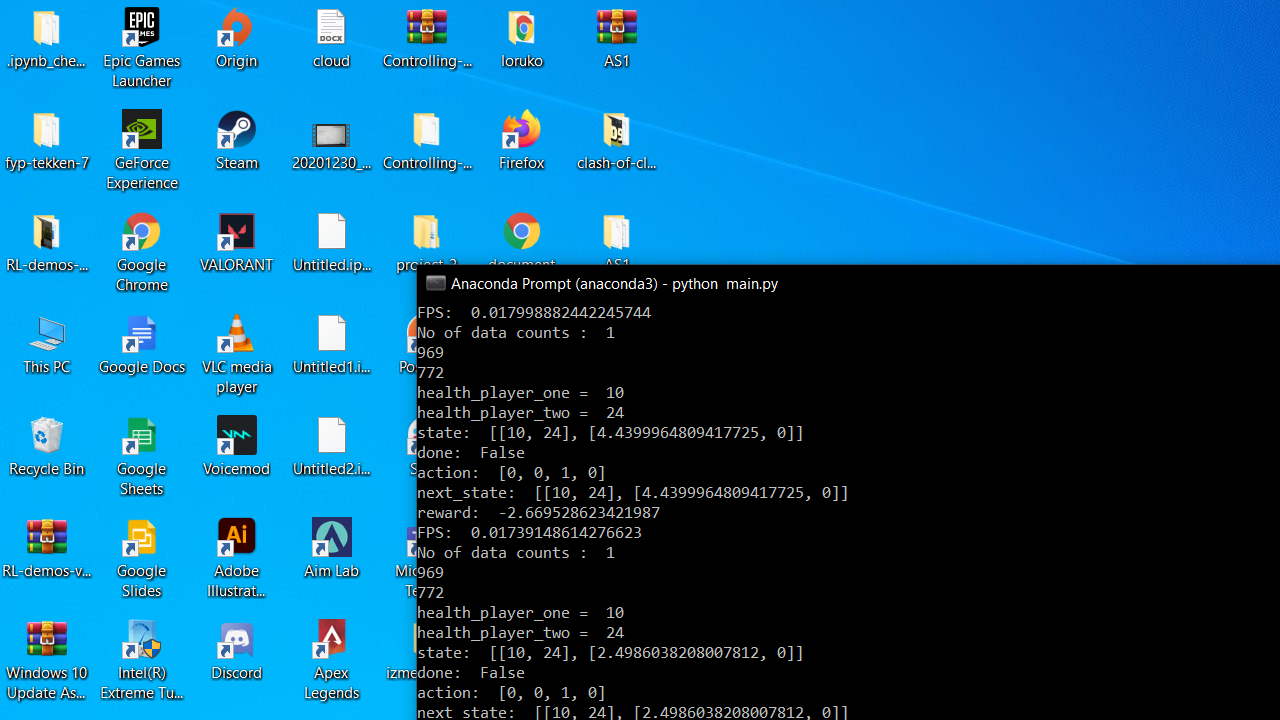 .ipynb_che...
Epic Games
Launcher
Origin
cloud
Controlling-...
loruko
AS1
fyp-tekken-7
GeForce
Experience
Steam
20201230_...
Controlling-...
Firefox
clash-of-cl...
RL-demos-...
Google
Chrome
VALORANT
Untitled.ip...
project-2
document
AS1
This PC
Google Docs
VLC media
player
Untitled1.i...
Recycle Bin
Google
Sheets
Voicemod
Untitled2.i...
RL-demos-v...
Google
Slides
Adobe
Illustrat...
Aim Lab
Windows 10
Update As...
Intel(R)
Extreme Tu...
Discord
Apex
Legends
Anaconda Prompt (anaconda3) - python  main.py
FPS:  0.017998882442245744
No of data counts :  1
969
772
health_player_one =  10
health_player_two =  24
state:  [[10, 24], [4.4399964809417725, 0]]
done:  False
action:  [0, 0, 1, 0]
next_state:  [[10, 24], [4.4399964809417725, 0]]
reward:  -2.669528623421987
FPS:  0.01739148614276623
No of data counts :  1
969
772
health_player_one =  10
health_player_two =  24
state:  [[10, 24], [2.4986038208007812, 0]]
done:  False
action:  [0, 0, 1, 0]
next_state:  [[10, 24], [2.4986038208007812, 0]]